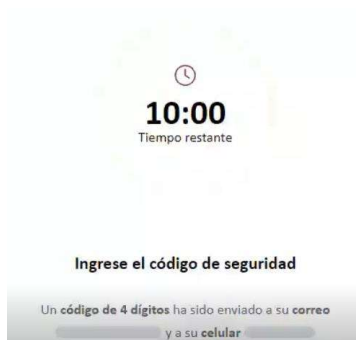 10:00
Tiempo restante
Ingrese el código de seguridad
Un código de 4 dígitos ha sido enviado a su correo
y a su celular